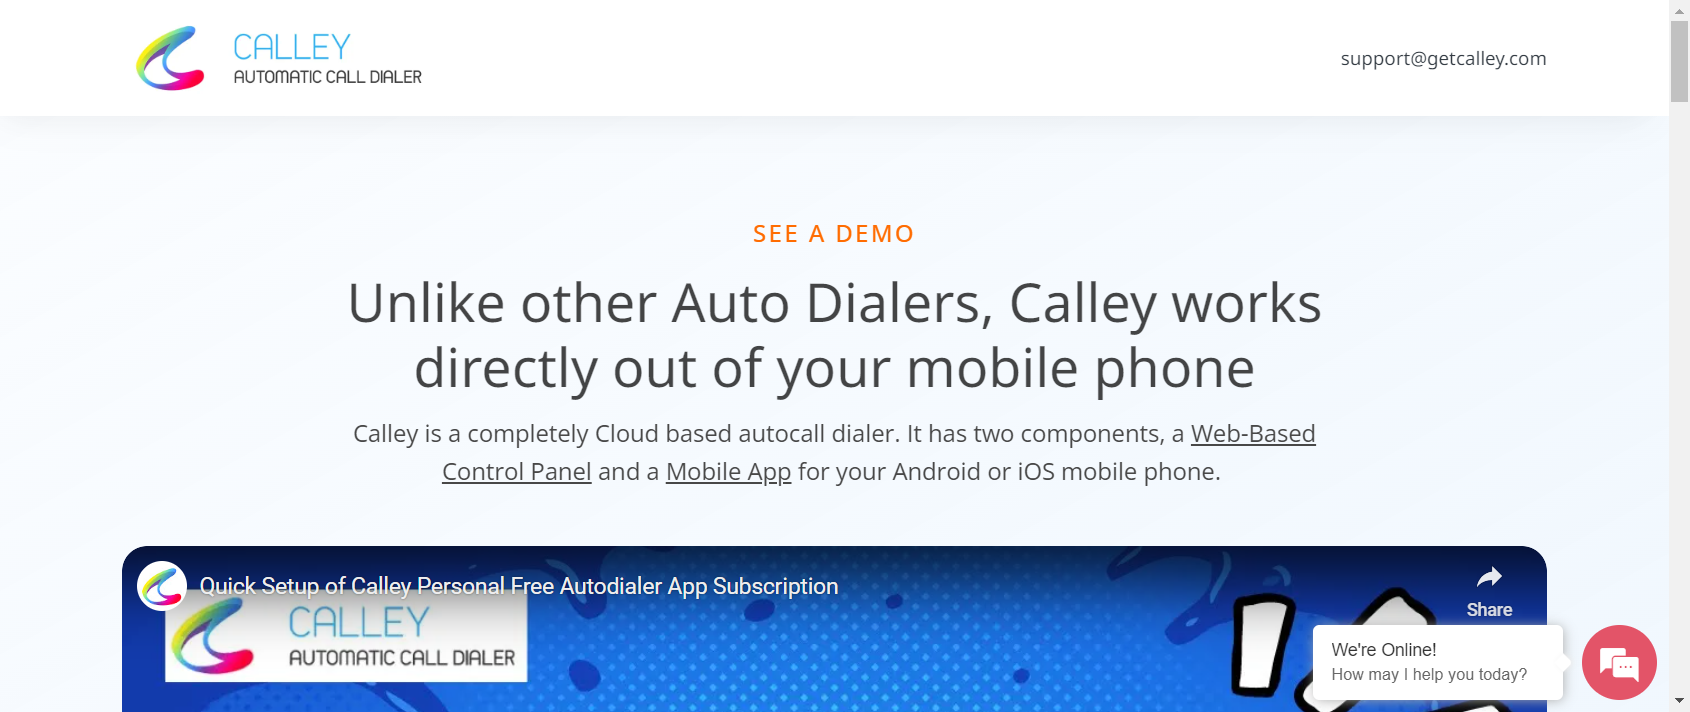 CALLEY
AUTOMATIC CALL DIALER
support@getcalley.com
SEE A DEMO
Unlike other Auto Dialers, Calley works
directly out of your mobile phone
Calley is a completely Cloud based autocall dialer. It has two components, a Web-Based
Control Panel and a Mobile App for your Android or iOS mobile phone.
Quick Setup of Calley Personal Free Autodialer App Subscription
Share
CALLEY
AUTOMATIC CALL DIALER
We're Online!
How may I help you today?